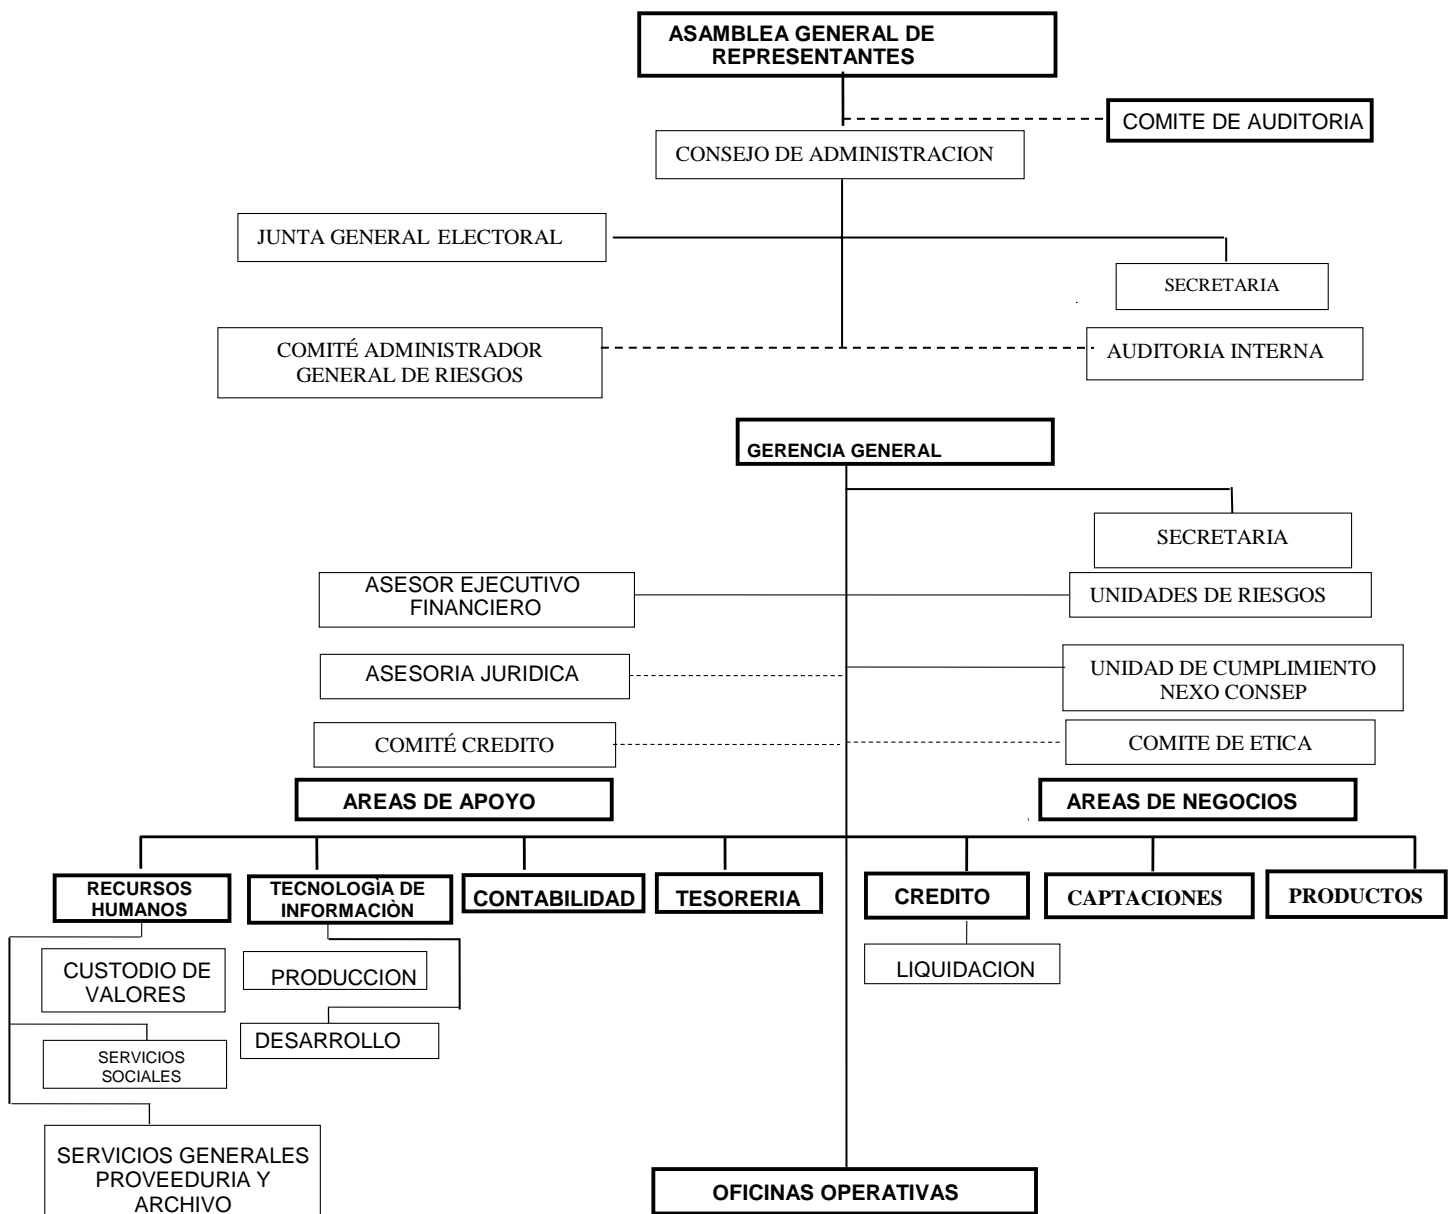 ASAMBLEA GENERAL DE
REPRESENTANTES
COMITE DE AUDITORIA
CONSEJO DE ADMINISTRACION
JUNTA GENERAL ELECTORAL
SECRETARIA
COMITÉ ADMINISTRADOR
GENERAL DE RIESGOS
AUDITORIA INTERNA
GERENCIA GENERAL
SECRETARIA
ASESOR EJECUTIVO
FINANCIERO
UNIDADES DE RIESGOS
ASESORIA JURIDICA
UNIDAD DE CUMPLIMIENTO
NEXO CONSEP
COMITÉ CREDITO
COMITE DE ETICA
AREAS DE APOYO
AREAS DE NEGOCIOS
RECURSOS
HUMANOS
TECNOLOGÌA DE
INFORMACIÒN
CONTABILIDAD
TESORERIA
CREDITO
CAPTACIONES
PRODUCTOS
CUSTODIO DE
VALORES
PRODUCCION
LIQUIDACION
DESARROLLO
SERVICIOS
SOCIALES
SERVICIOS GENERALES
PROVEEDURIA Y
ARCHIVO
OFICINAS OPERATIVAS